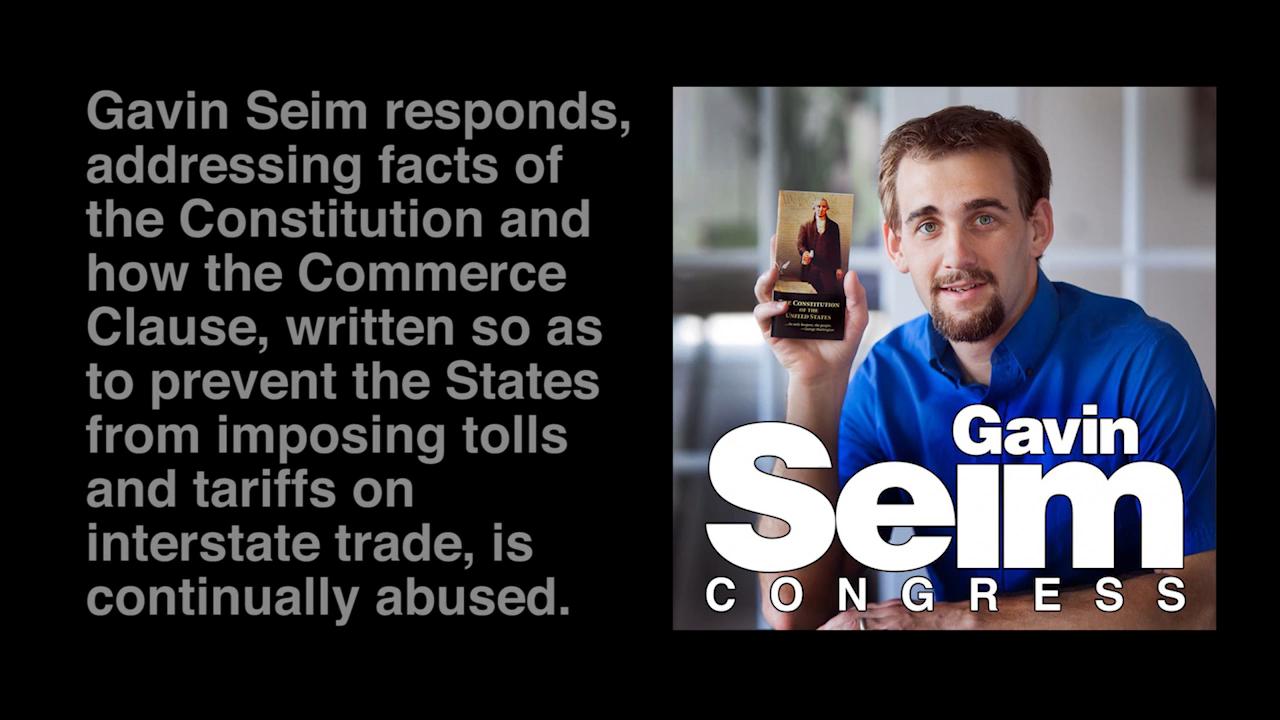 Gavin Seim responds,
addressing facts of
the Constitution and
how the Commerce
Clause, written so as
to prevent the States
from imposing tolls
and tariffs on
interstate trade, is
continually abused.
THE CONSTITUTION
OF THE
UNITED STATES
Gavin
Seim
CONGRESS